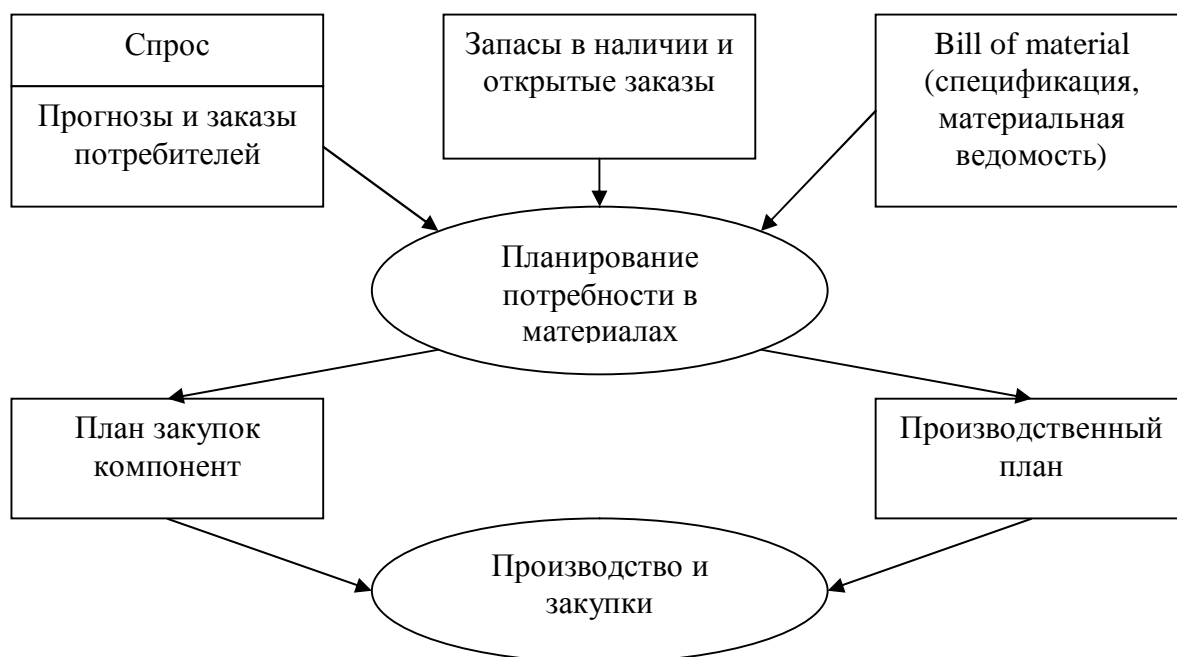 Спрос
Прогнозы и заказы
потребителей
Запасы в наличии и
открытые заказы
Bill of material
(спецификация,
материальная
ведомость)
Планирование
потребности в
материалах
План закупок
компонент
Производственный
план
Производство и
закупки